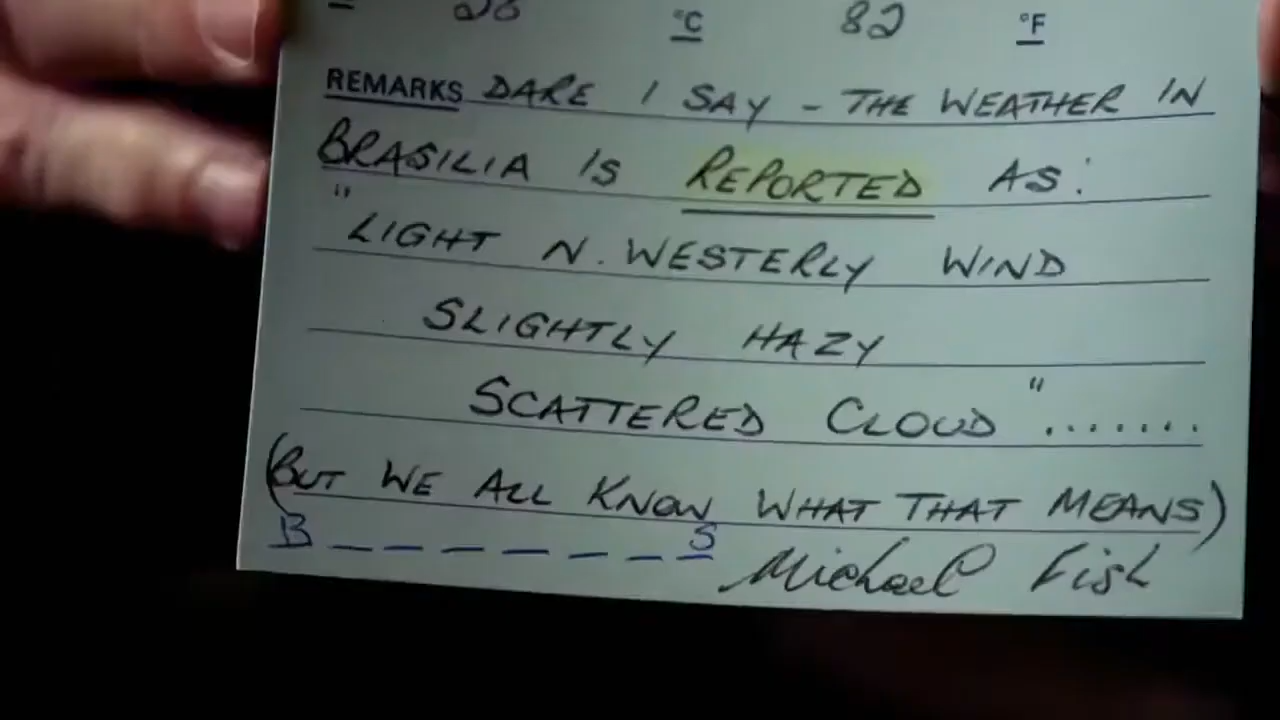 28 °C 82 °F
REMARKS DARE I SAY - THE WEATHER IN
BRASILIA IS REPORTED AS:
"LIGHT N. WESTERLY WIND
SLIGHTLY HAZY
SCATTERED CLOUD".......
(BUT WE ALL KNOW WHAT THAT MEANS)
B _ _ _ _ _ _ S Michael Fish